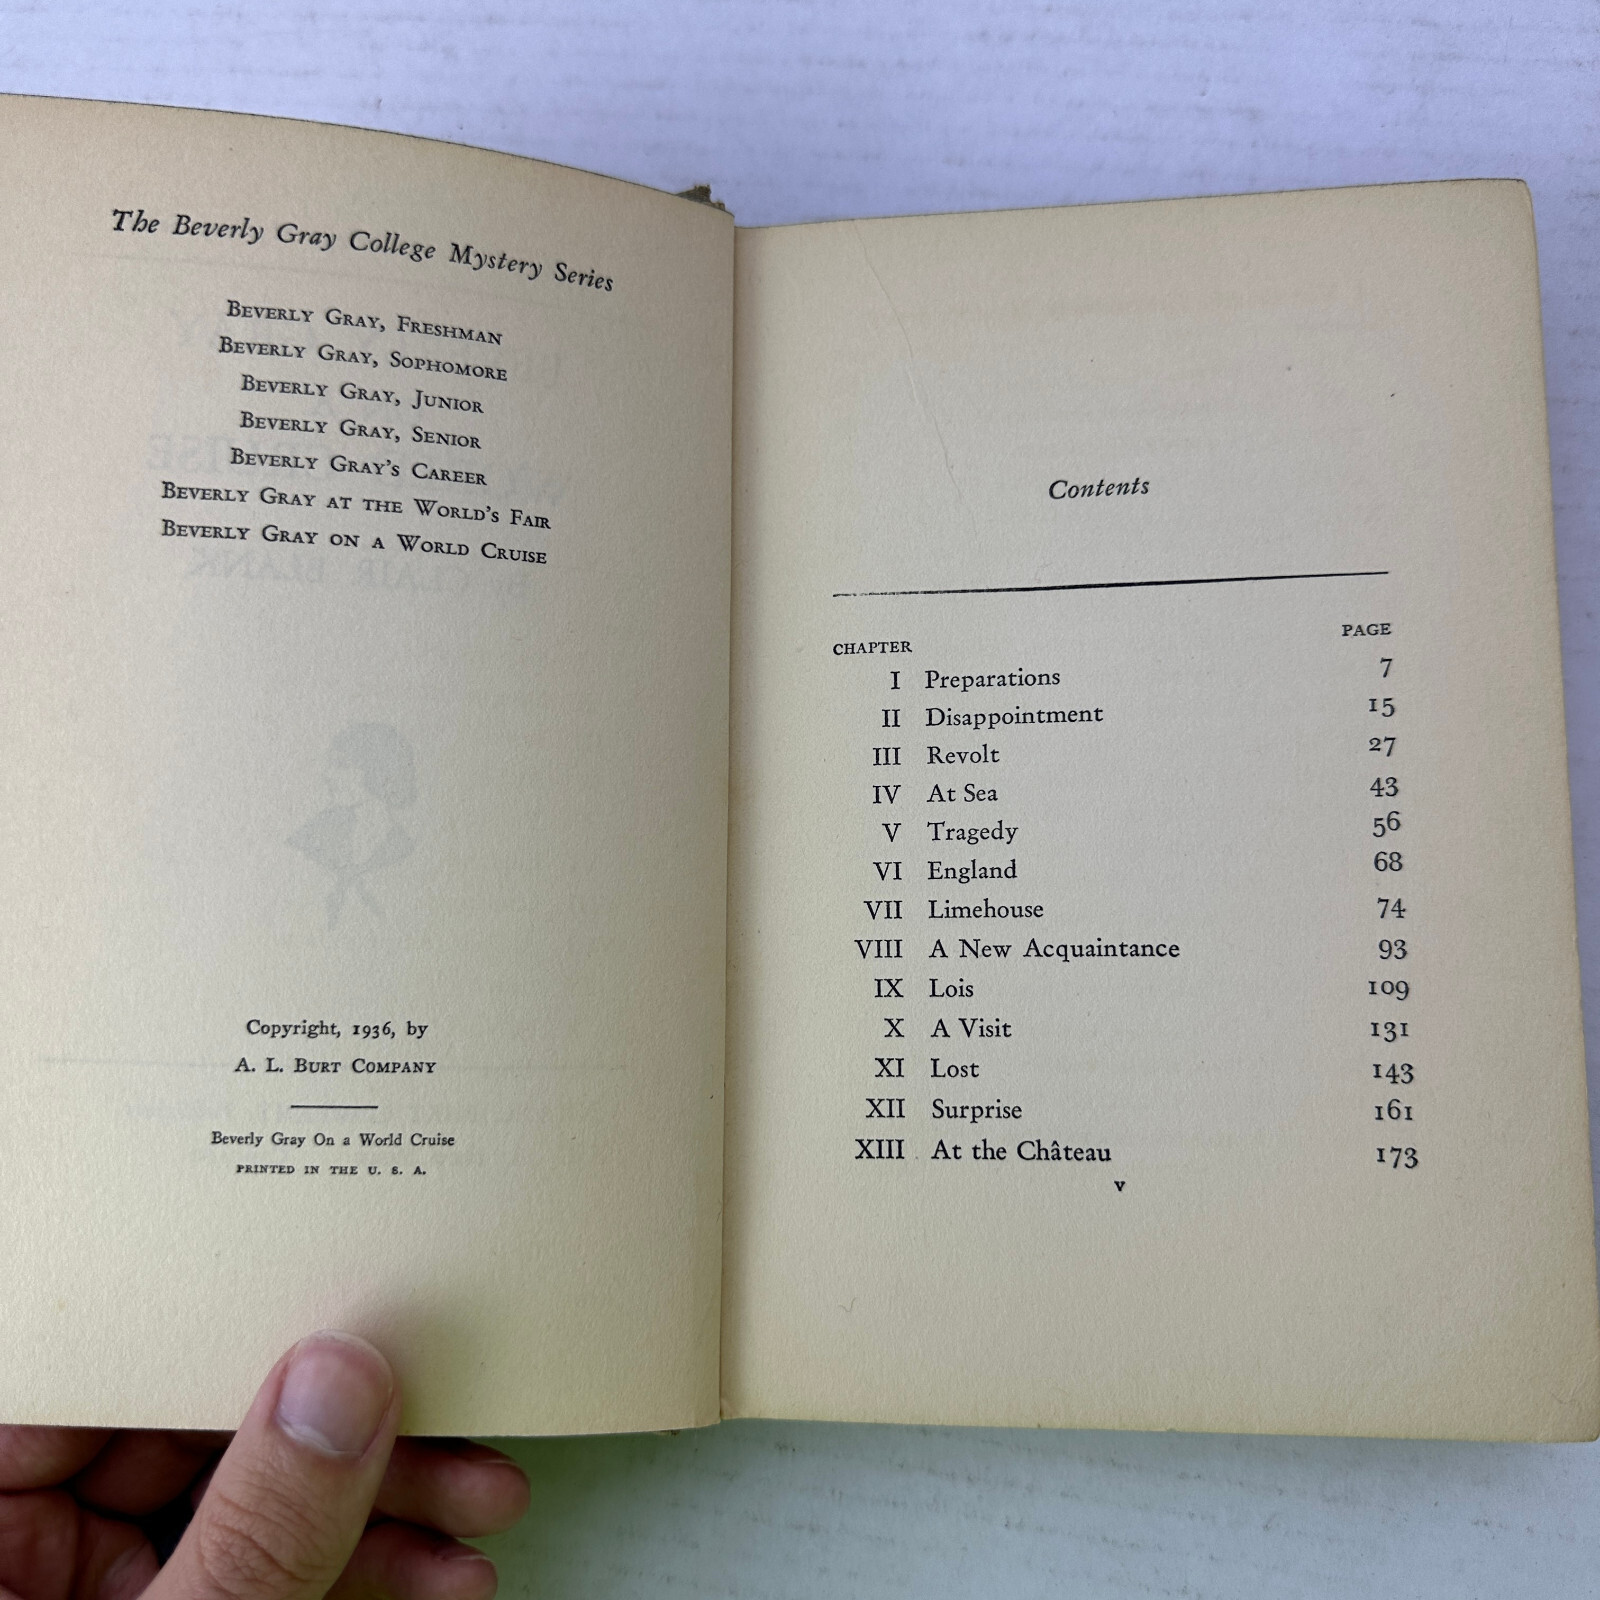 The Beverly Gray College Mystery Series
Beverly Gray, Freshman
Beverly Gray, Sophomore
Beverly Gray, Junior
Beverly Gray, Senior
Beverly Gray's Career
Beverly Gray at the World's Fair
Beverly Gray on a World Cruise
Copyright, 1936, by
A. L. Burt Company
Beverly Gray On a World Cruise
PRINTED IN THE U. S. A.
Contents
CHAPTER PAGE
I Preparations 7
II Disappointment 15
III Revolt 27
IV At Sea 43
V Tragedy 56
VI England 68
VII Limehouse 74
VIII A New Acquaintance 93
IX Lois 109
X A Visit 131
XI Lost 143
XII Surprise 161
XIII At the Château 173
v